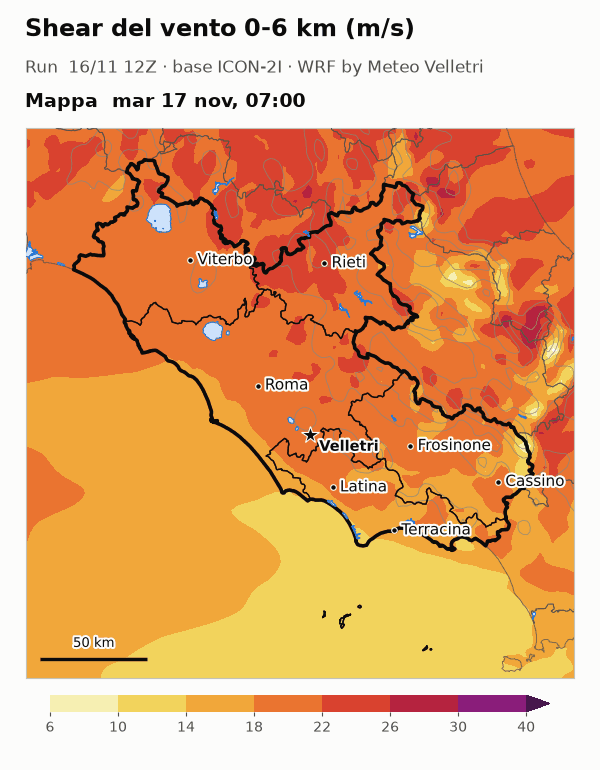 Shear del vento 0-6 km (m/s)
Run  16/11 12Z · base ICON-2I · WRF by Meteo Velletri
Mappa  mar 17 nov, 07:00
Viterbo
Rieti
Roma
Velletri
Frosinone
Latina
Cassino
Terracina
50 km
6 10 14 18 22 26 30 40